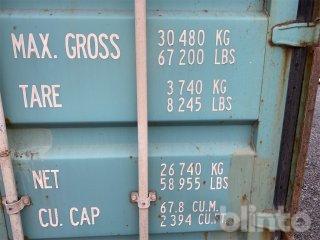 MAX. GROSS 30 480 KG
67 200 LBS
TARE 3 740 KG
8 245 LBS
NET 26 740 KG
58 955 LBS
CU. CAP 67.8 CU.M.
2 394 CU.FT.
blinto